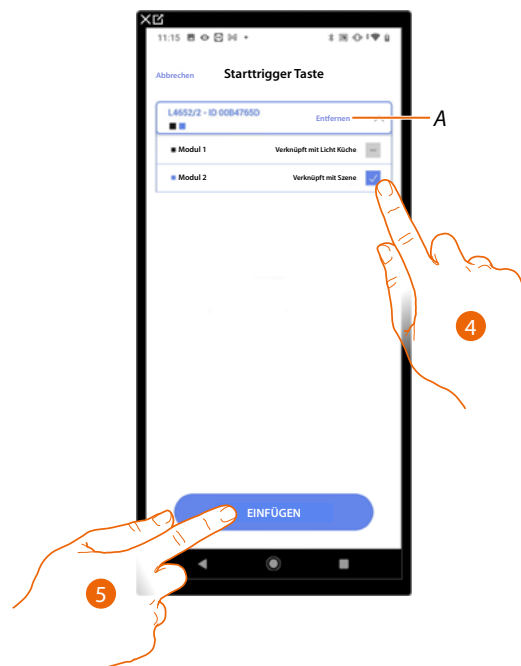 11:15
Abbrechen Starttrigger Taste
L4652/2 - ID 00B4765D Entfernen A
Modul 1 Verknüpft mit Licht Küche
Modul 2 Verknüpft mit Szene
4
EINFÜGEN
5